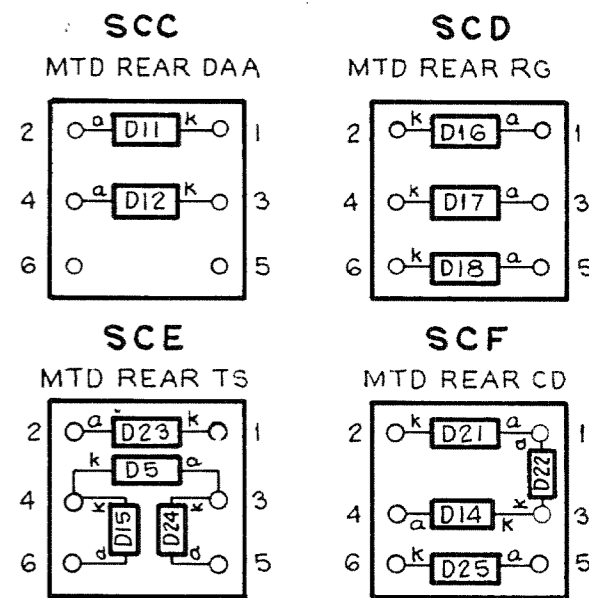 SCC
MTD REAR DAA
2 a D11 k 1
4 a D12 k 3
6 5
SCD
MTD REAR RG
2 k D16 a 1
4 k D17 a 3
6 k D18 a 5
SCE
MTD REAR TS
2 a D23 k 1
k D5 a
4 k D15 D24 k 3
6 a a 5
SCF
MTD REAR CD
2 k D21 a 1
a D22 k
4 a D14 k 3
6 k D25 a 5